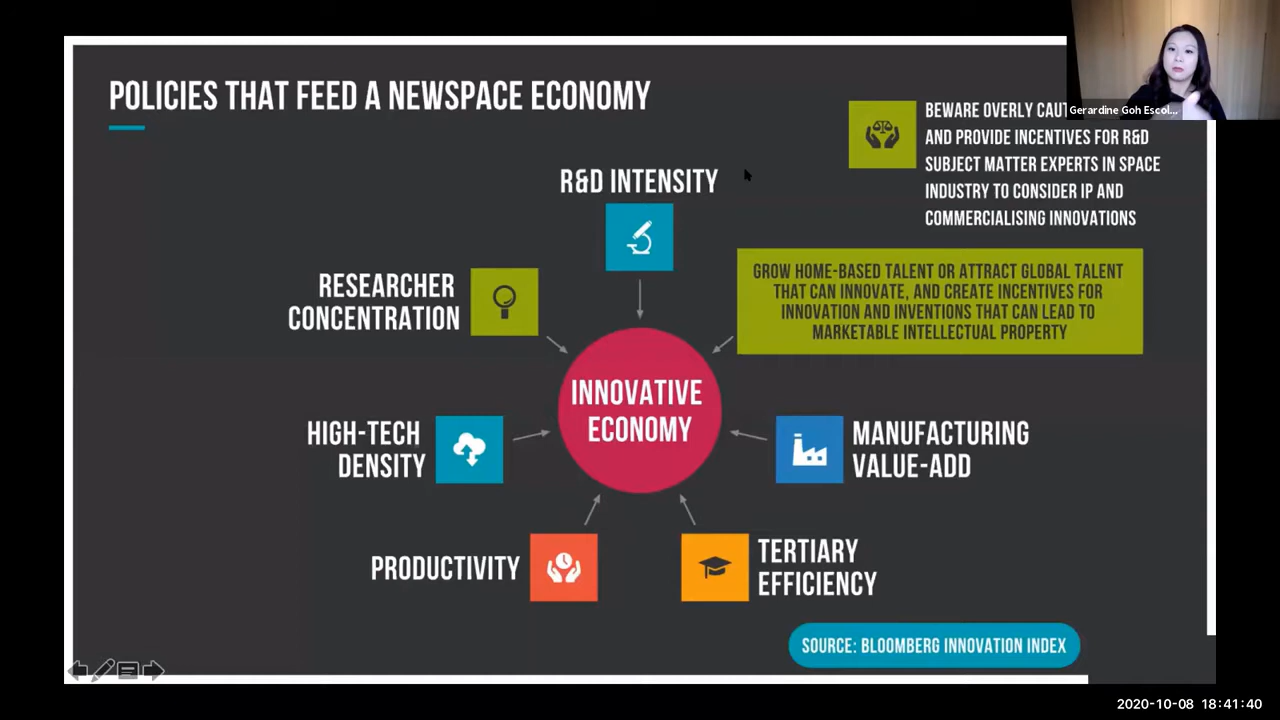 POLICIES THAT FEED A NEWSPACE ECONOMY
Gerardine Goh Escol...
BEWARE OVERLY
AND PROVIDE INCENTIVES FOR R&D
SUBJECT MATTER EXPERTS IN SPACE
INDUSTRY TO CONSIDER IP AND
COMMERCIALISING INNOVATIONS
R&D INTENSITY
GROW HOME-BASED TALENT OR ATTRACT GLOBAL TALENT
THAT CAN INNOVATE, AND CREATE INCENTIVES FOR
INNOVATION AND INVENTIONS THAT CAN LEAD TO
MARKETABLE INTELLECTUAL PROPERTY
RESEARCHER
CONCENTRATION
INNOVATIVE
ECONOMY
HIGH-TECH
DENSITY
MANUFACTURING
VALUE-ADD
PRODUCTIVITY
TERTIARY
EFFICIENCY
SOURCE: BLOOMBERG INNOVATION INDEX
2020-10-08 18:41:40